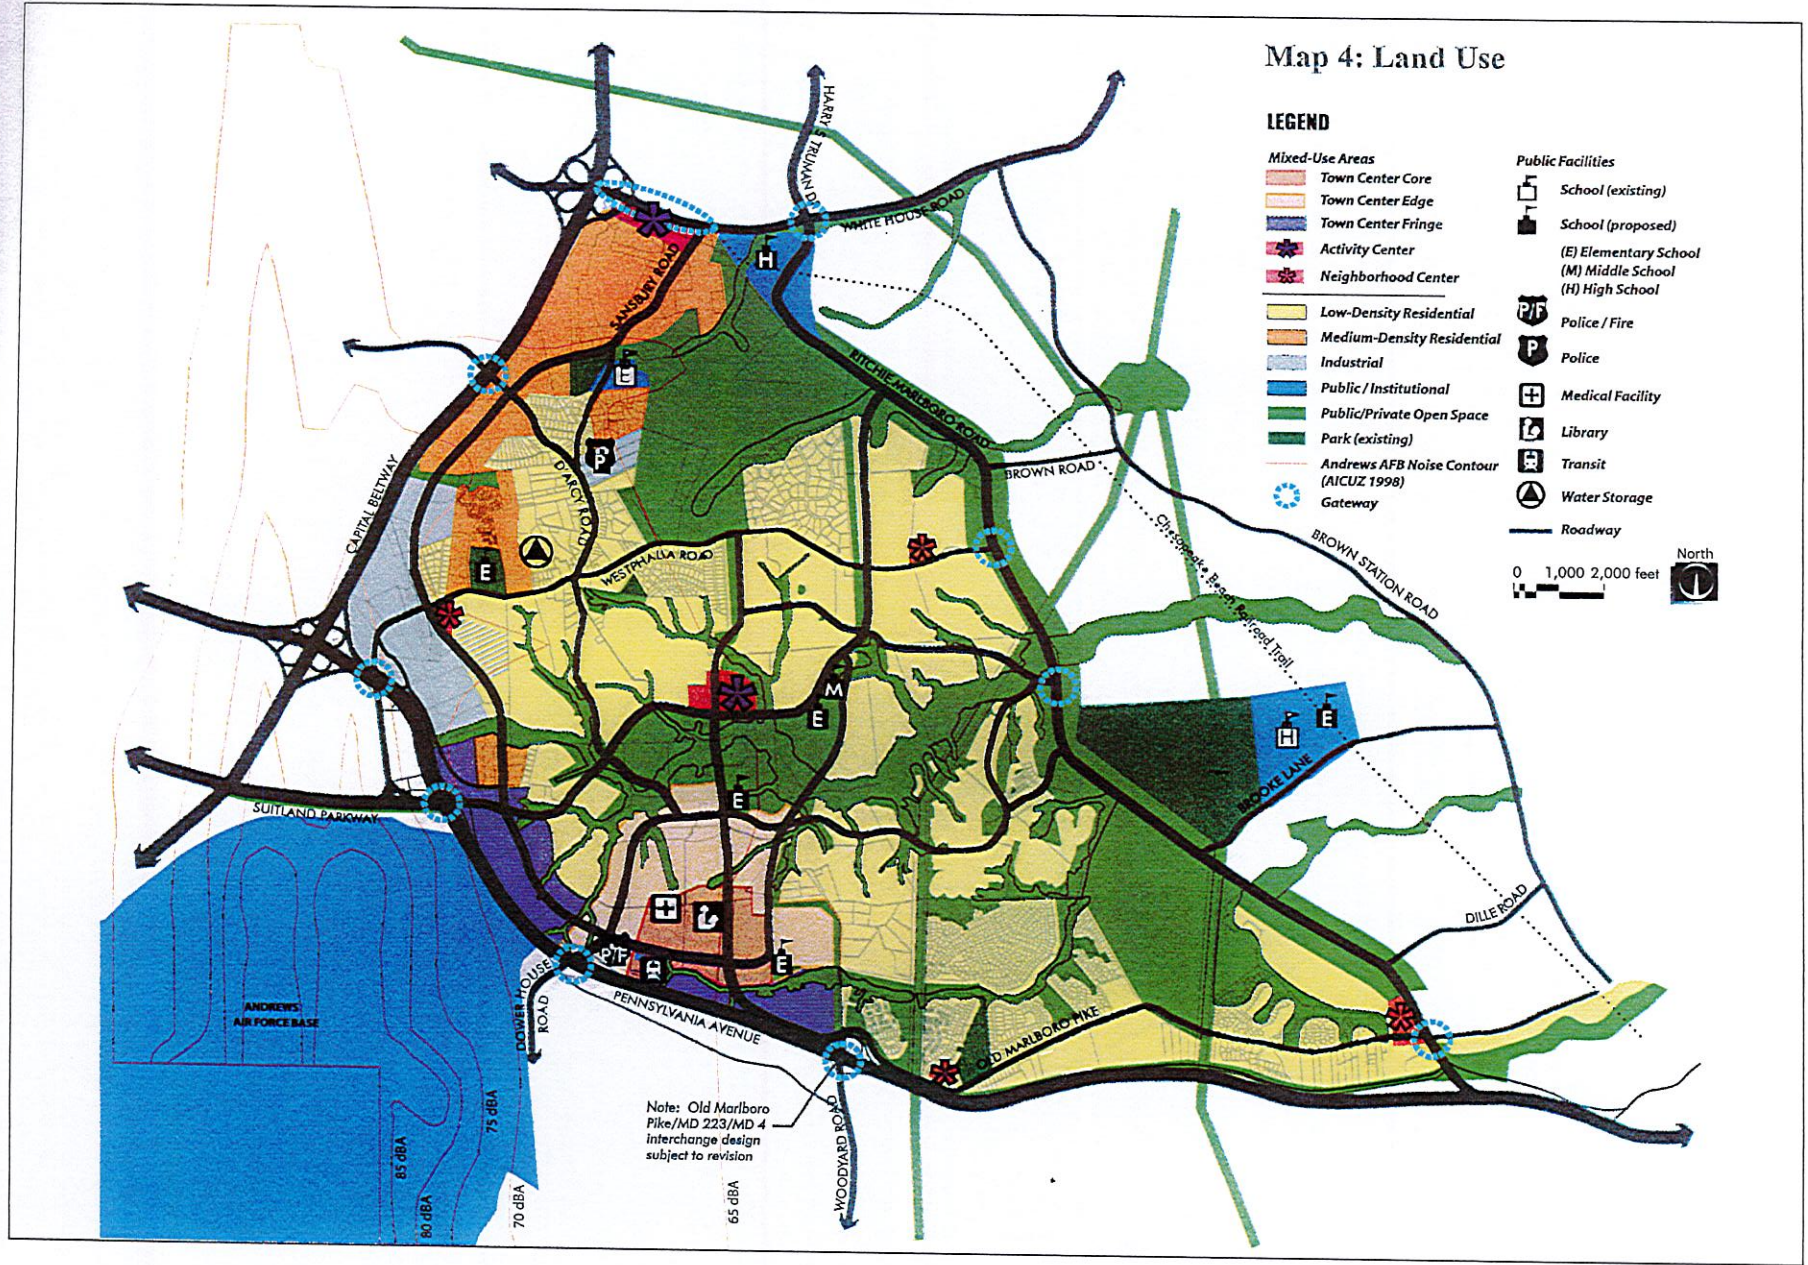 Map 4: Land Use
LEGEND
Mixed-Use Areas
Town Center Core
Town Center Edge
Town Center Fringe
Activity Center
Neighborhood Center
Low-Density Residential
Medium-Density Residential
Industrial
Public / Institutional
Public/Private Open Space
Park (existing)
Andrews AFB Noise Contour
(AICUZ 1998)
Gateway
Public Facilities
School (existing)
School (proposed)
(E) Elementary School
(M) Middle School
(H) High School
P/F
Police / Fire
P
Police
Medical Facility
Library
Transit
Water Storage
Roadway
0 1,000 2,000 feet
North
HARRY S TRUMAN DR
WHITE HOUSE ROAD
SANSBURY ROAD
H
RITCHIE MARLBORO ROAD
E
P
CAPITAL BELTWAY
D'ARCY ROAD
BROWN ROAD
E
WESTPHALIA ROAD
Chesapeake Beach Railroad Trail
BROWN STATION ROAD
M
E
E
H
E
BROOKE LANE
SUITLAND PARKWAY
DILLE ROAD
P/F
E
DOWER HOUSE
ROAD
PENNSYLVANIA AVENUE
OLD MARLBORO PIKE
ANDREWS
AIR FORCE BASE
Note: Old Marlboro
Pike/MD 223/MD 4
interchange design
subject to revision
WOODYARD ROAD
85 dBA
80 dBA
75 dBA
70 dBA
65 dBA